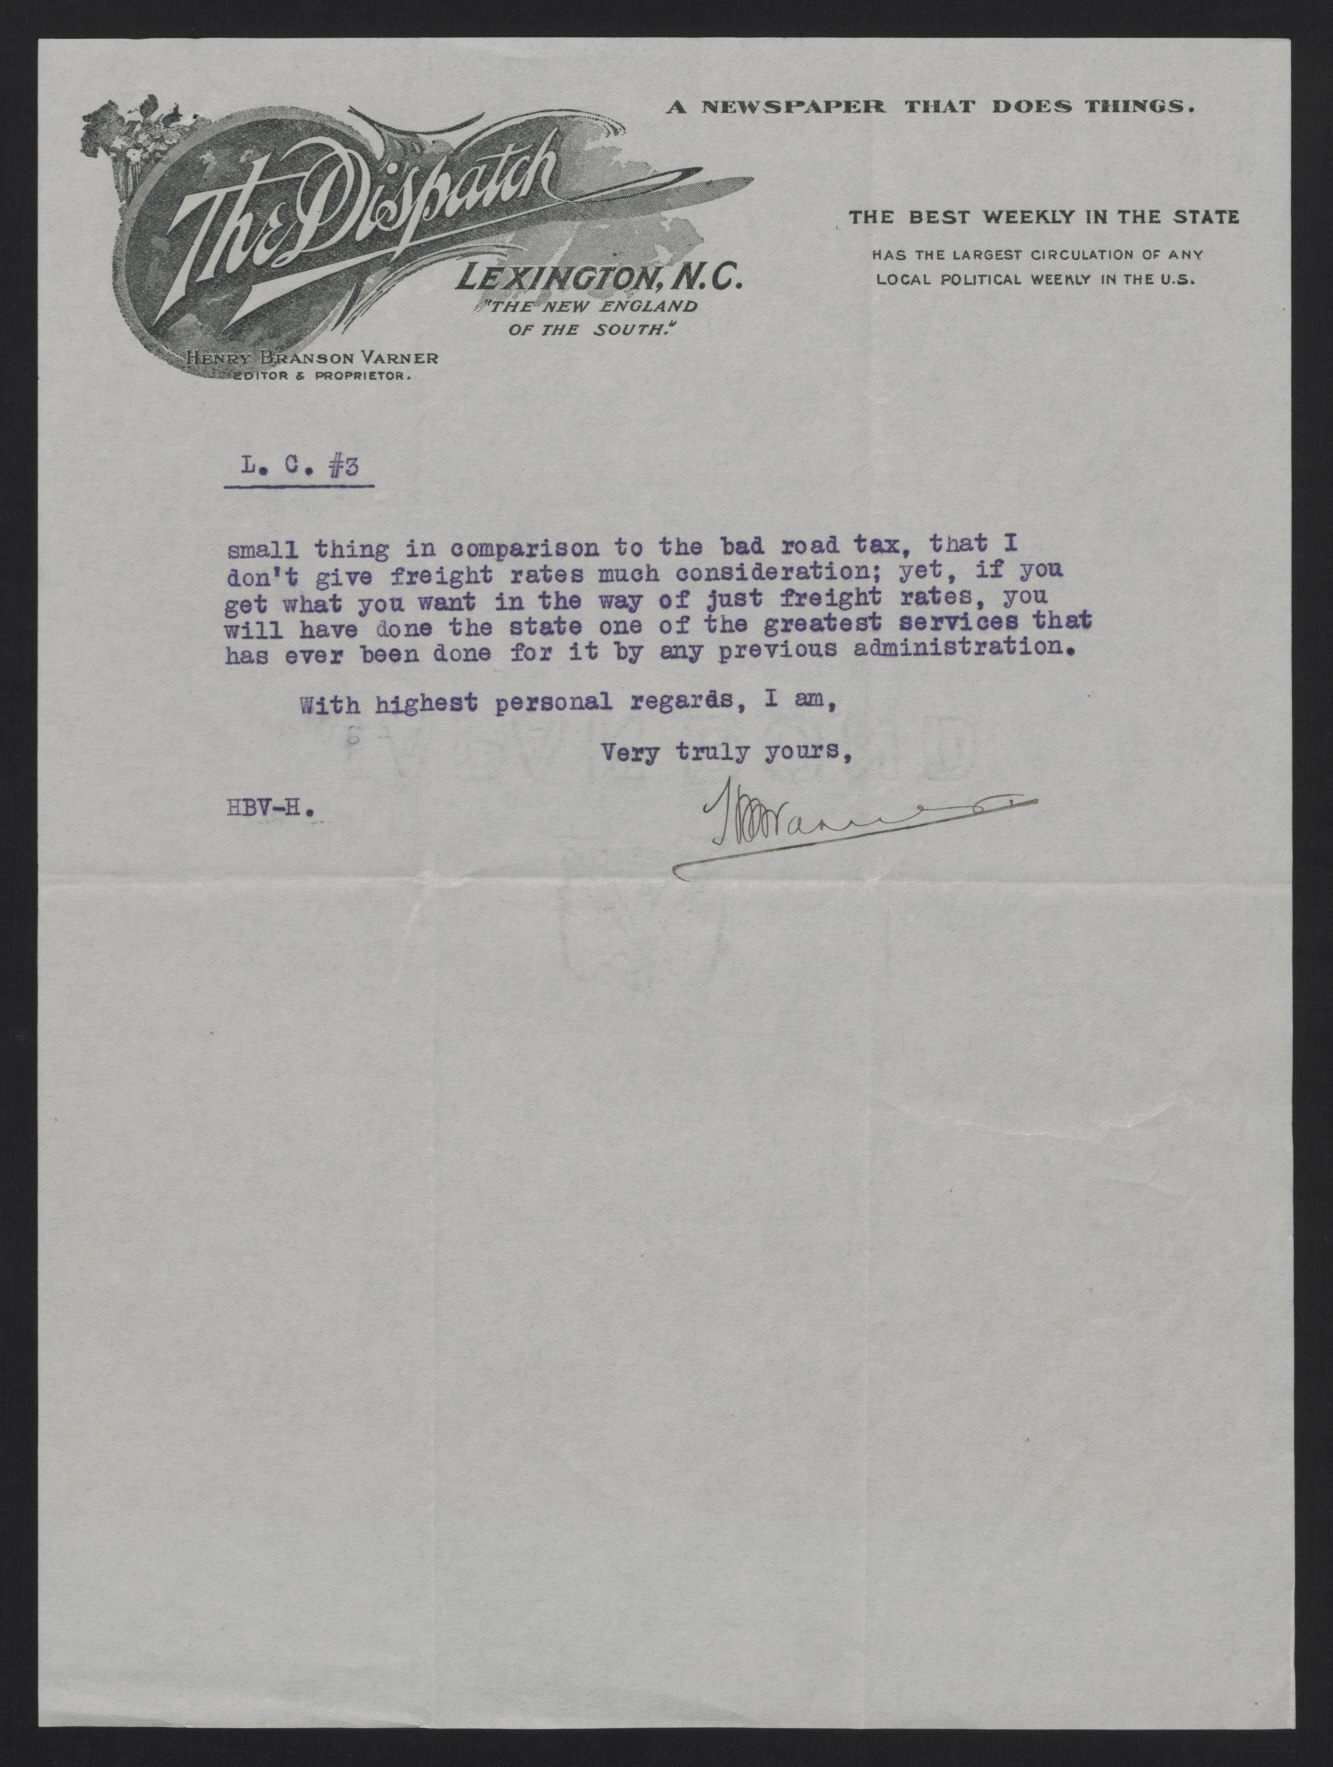 A NEWSPAPER THAT DOES THINGS.
The Dispatch
LEXINGTON, N.C.
"THE NEW ENGLAND
OF THE SOUTH."
HENRY BRANSON VARNER
EDITOR & PROPRIETOR.
THE BEST WEEKLY IN THE STATE
HAS THE LARGEST CIRCULATION OF ANY
LOCAL POLITICAL WEEKLY IN THE U.S.
L. C. #3
small thing in comparison to the bad road tax, that I
don't give freight rates much consideration; yet, if you
get what you want in the way of just freight rates, you
will have done the state one of the greatest services that
has ever been done for it by any previous administration.
With highest personal regards, I am,
Very truly yours,
HBV-H.
HBVarner